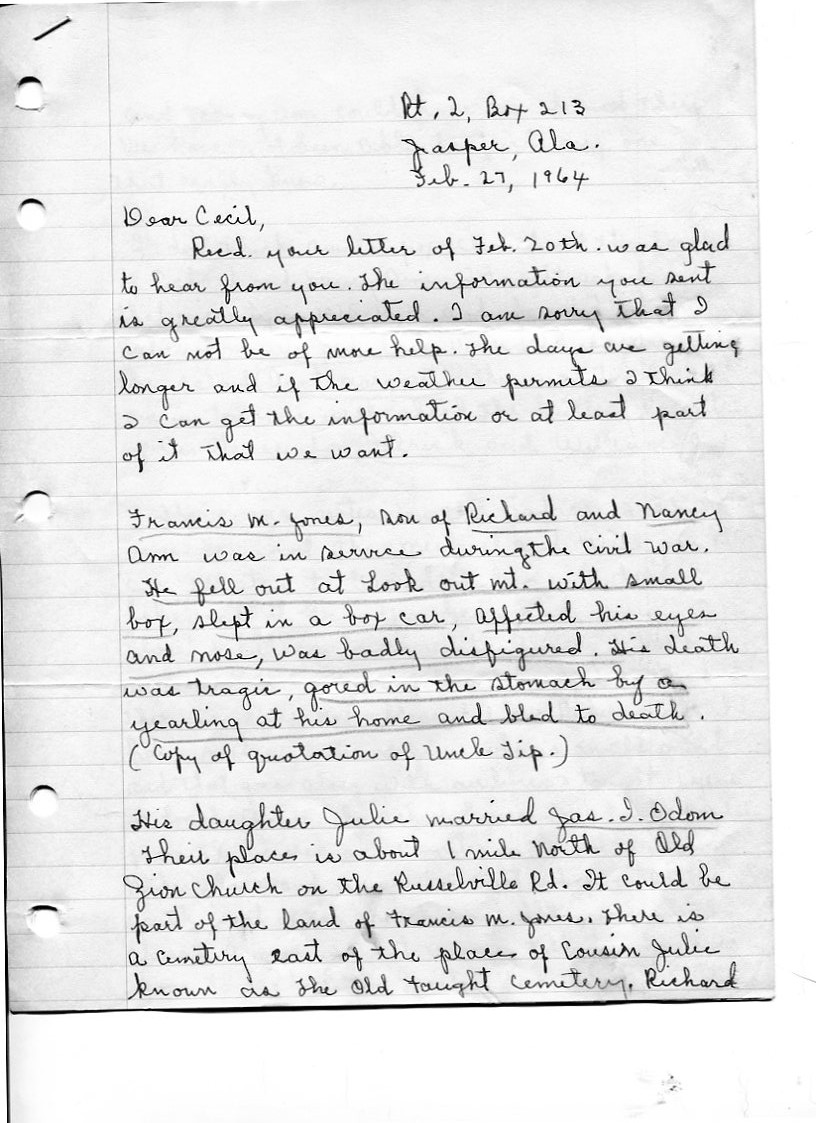 Rt. 2, Box 213
Jasper, Ala.
Feb. 27, 1964
Dear Cecil,
Recd. your letter of Feb. 20th. was glad
to hear from you. The information you sent
is greatly appreciated. I am sorry that I
can not be of more help. The days are getting
longer and if the weather permits I think
I can get the information or at least part
of it that we want.
Francis M. Jones, son of Richard and Nancy
Ann was in service during the civil war.
He fell out at Look out mt. with small
box, slept in a box car, affected his eyes
and nose, was badly disfigured. His death
was tragic, gored in the stomach by a
yearling at his home and bled to death.
(Copy of quotation of Uncle Tip.)
His daughter Julie married Jas. I. Odom
Their places is about 1 mile North of Old
Zion Church on the Russelville Rd. It could be
part of the land of Francis M. Jones. There is
a cemetery east of the place of Cousin Julie
known as the Old Taught Cemetery. Richard